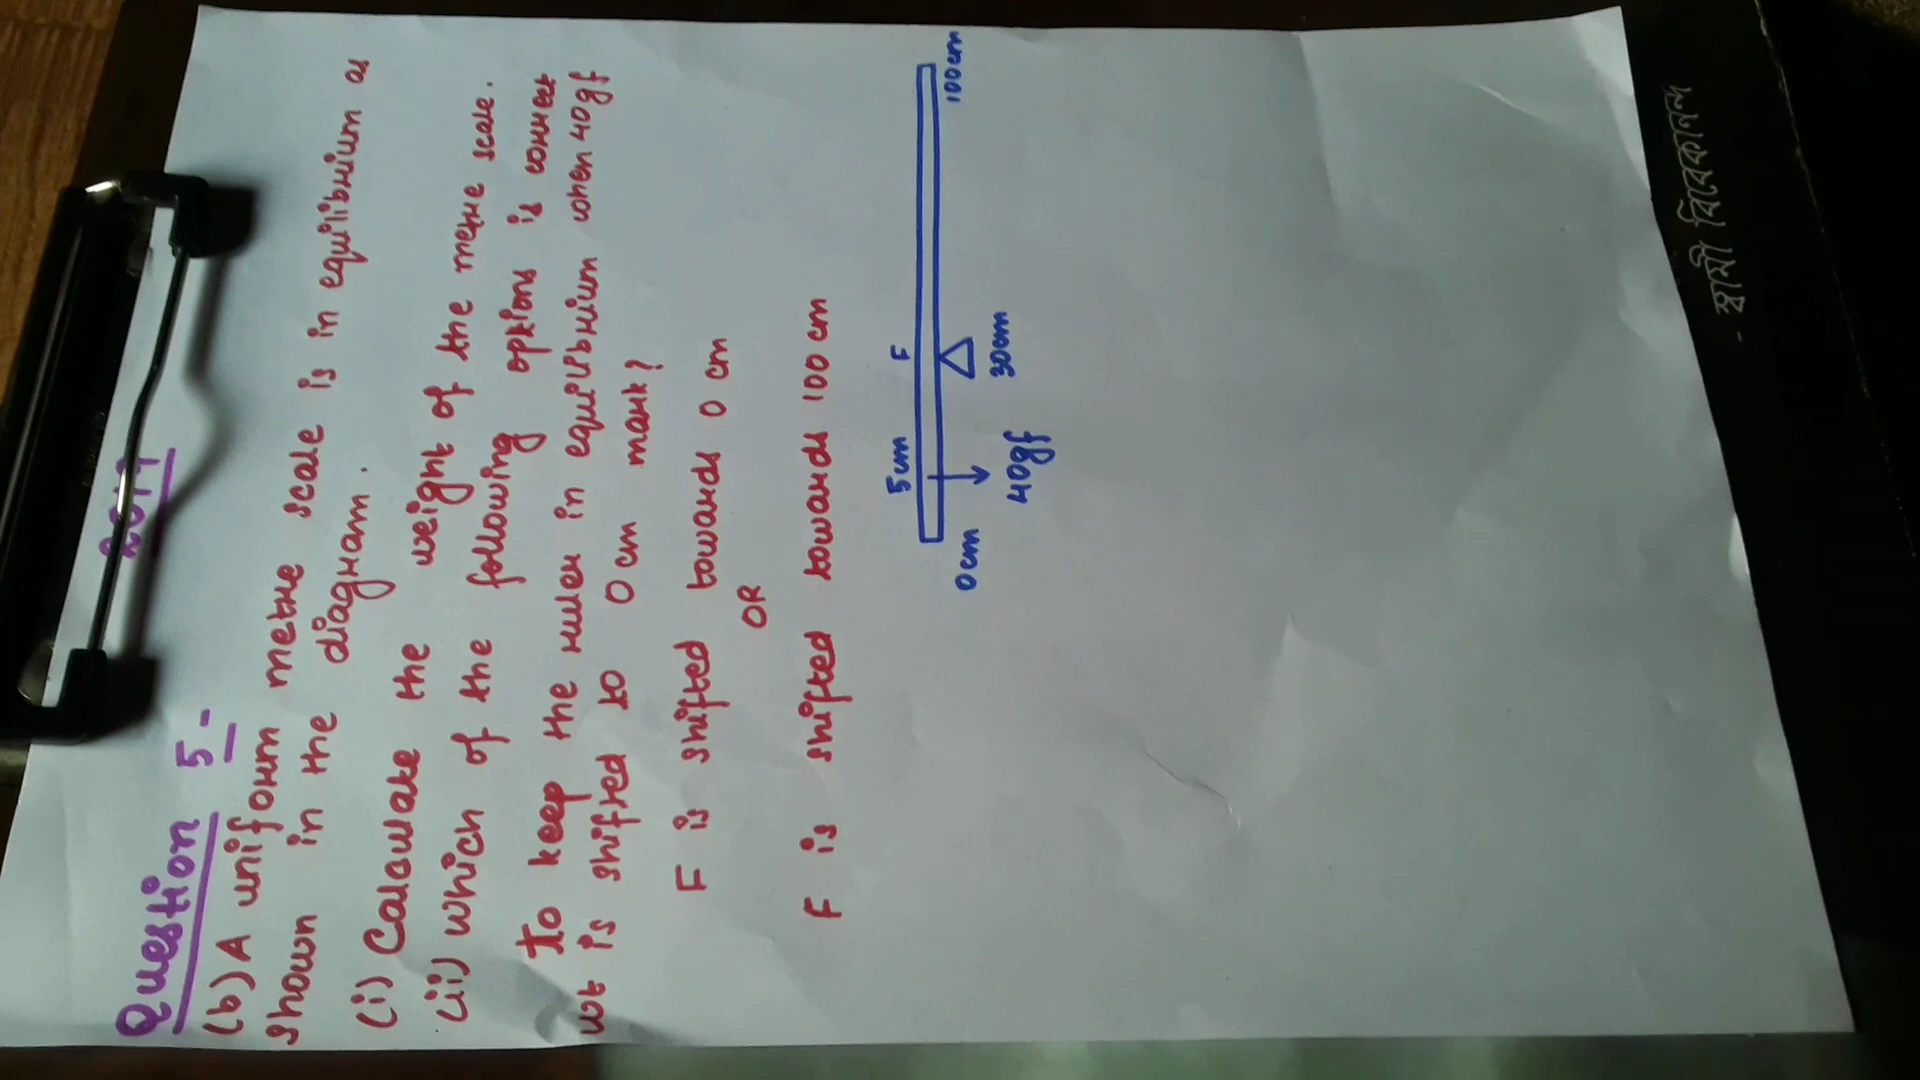 Question 5-
2017
(b) A uniform metre scale is in equilibrium as
shown in the diagram.
(i) Calculate the weight of the metre scale.
(ii) which of the following options is correct
to keep the ruler in equilibrium when 40gf
wt is shifted to 0 cm mark?
F is shifted towards 0 cm
OR
F is shifted towards 100 cm
5cm F
0cm 100cm
40gf 30cm
- स्वामी বিবেকানন্দ